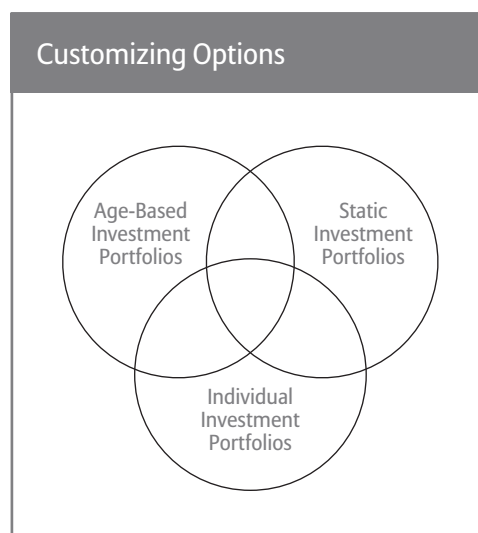 Customizing Options
Age-Based
Investment
Portfolios
Static
Investment
Portfolios
Individual
Investment
Portfolios